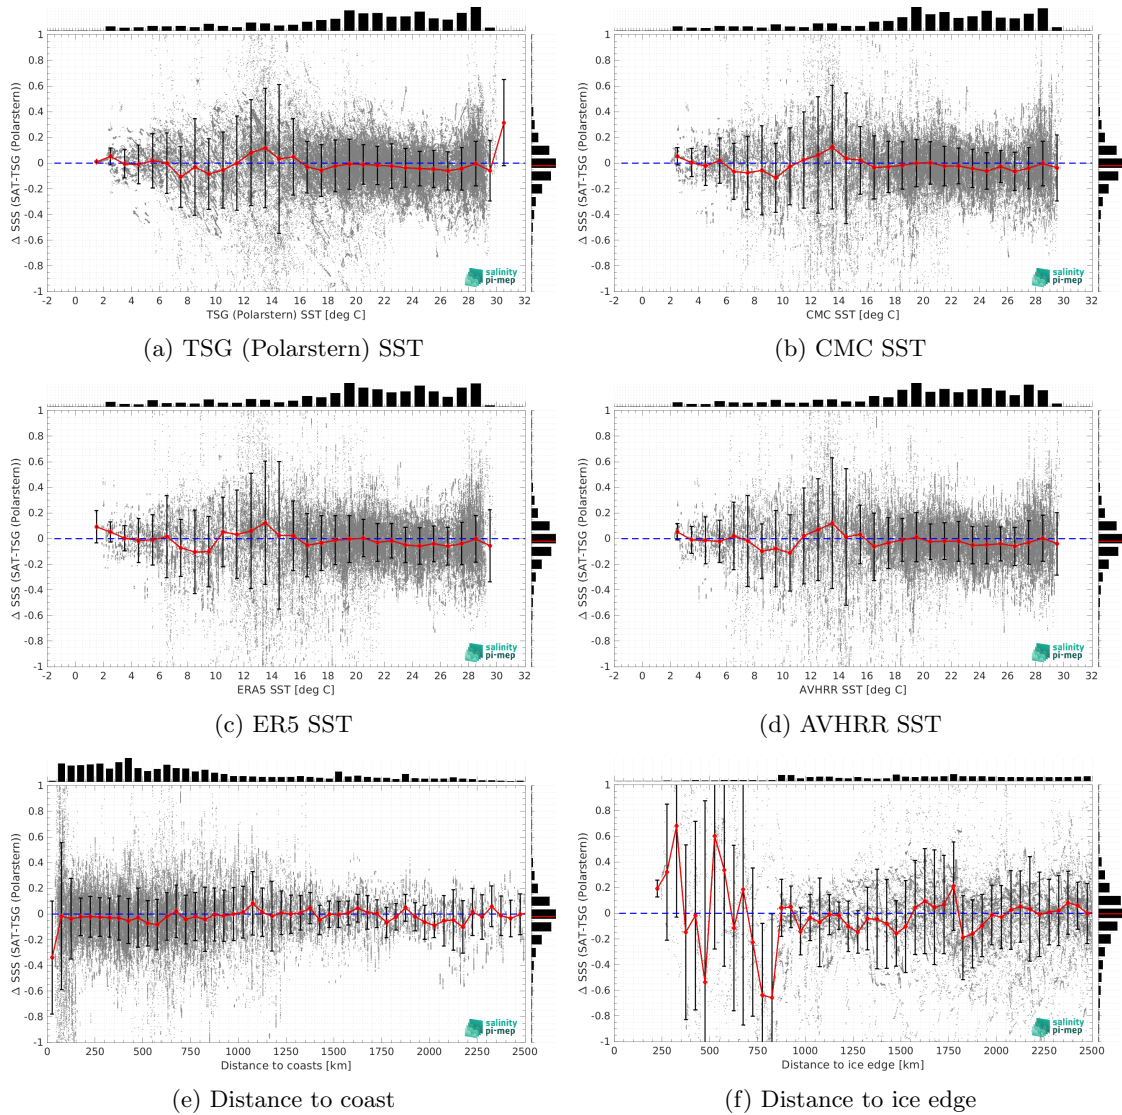 1
0.8
0.6
0.4
0.2
0
-0.2
-0.4
-0.6
-0.8
-1
Δ SSS (SAT-TSG (Polarstern))
salinity
pi-mep
-2 0 2 4 6 8 10 12 14 16 18 20 22 24 26 28 30 32
TSG (Polarstern) SST [deg C]
(a) TSG (Polarstern) SST
1
0.8
0.6
0.4
0.2
0
-0.2
-0.4
-0.6
-0.8
-1
Δ SSS (SAT-TSG (Polarstern))
salinity
pi-mep
-2 0 2 4 6 8 10 12 14 16 18 20 22 24 26 28 30 32
CMC SST [deg C]
(b) CMC SST
1
0.8
0.6
0.4
0.2
0
-0.2
-0.4
-0.6
-0.8
-1
Δ SSS (SAT-TSG (Polarstern))
salinity
pi-mep
-2 0 2 4 6 8 10 12 14 16 18 20 22 24 26 28 30 32
ERA5 SST [deg C]
(c) ER5 SST
1
0.8
0.6
0.4
0.2
0
-0.2
-0.4
-0.6
-0.8
-1
Δ SSS (SAT-TSG (Polarstern))
salinity
pi-mep
-2 0 2 4 6 8 10 12 14 16 18 20 22 24 26 28 30 32
AVHRR SST [deg C]
(d) AVHRR SST
1
0.8
0.6
0.4
0.2
0
-0.2
-0.4
-0.6
-0.8
-1
Δ SSS (SAT-TSG (Polarstern))
salinity
pi-mep
0 250 500 750 1000 1250 1500 1750 2000 2250 2500
Distance to coasts [km]
(e) Distance to coast
1
0.8
0.6
0.4
0.2
0
-0.2
-0.4
-0.6
-0.8
-1
Δ SSS (SAT-TSG (Polarstern))
salinity
pi-mep
0 250 500 750 1000 1250 1500 1750 2000 2250 2500
Distance to ice edge [km]
(f) Distance to ice edge